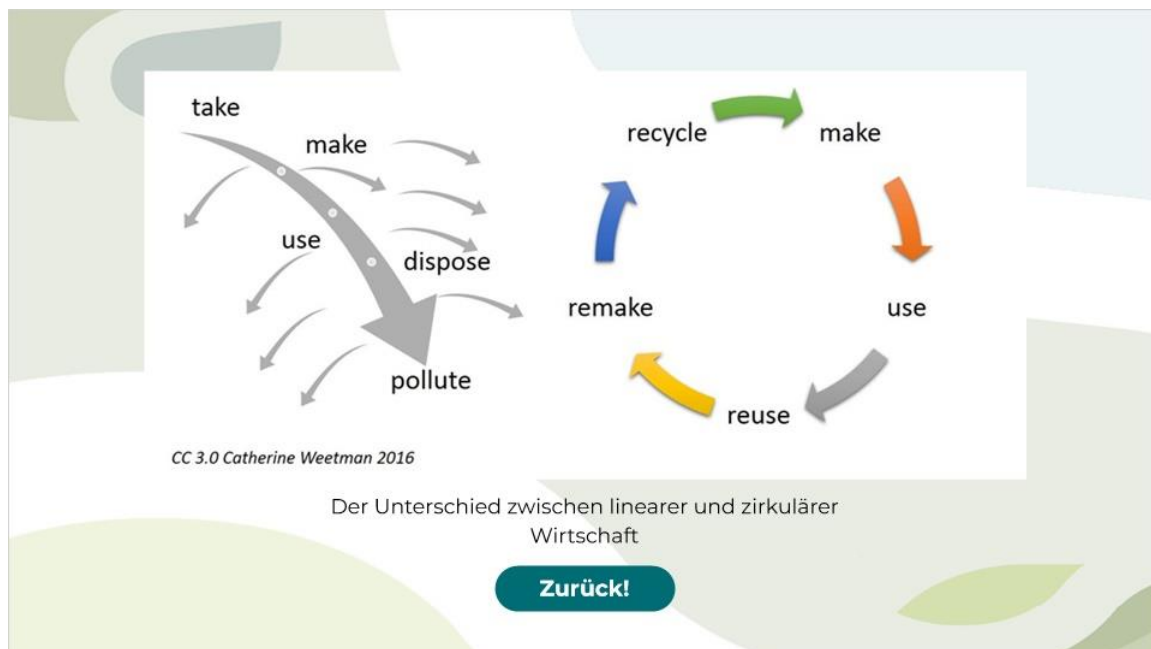 take
make
use
dispose
pollute
recycle
make
use
reuse
remake
CC 3.0 Catherine Weetman 2016
Der Unterschied zwischen linearer und zirkulärer
Wirtschaft
Zurück!